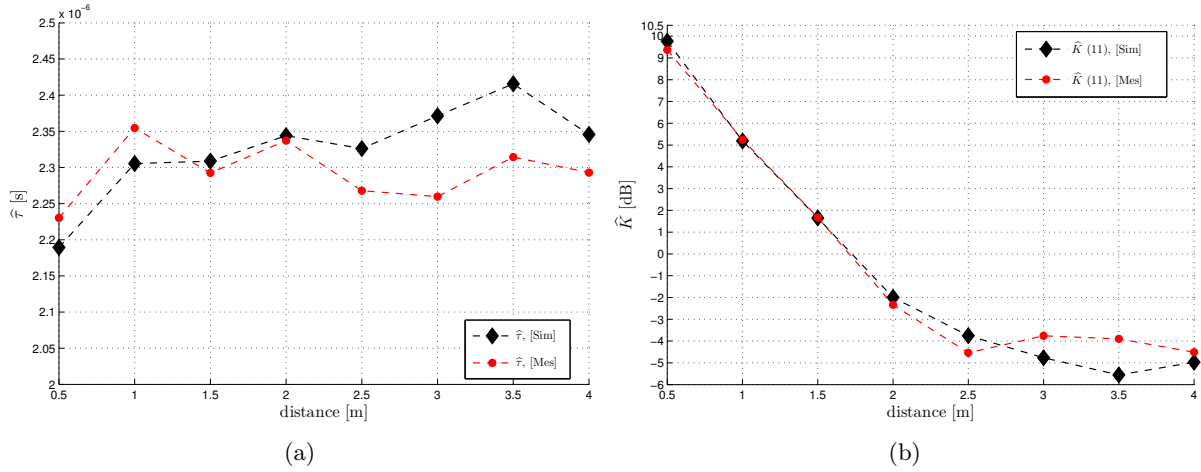 x 10⁻⁶
2.5
2.45
2.4
2.35
2.3
2.25
2.2
2.15
2.1
2.05
2
τ̂ [s]
0.5 1 1.5 2 2.5 3 3.5 4
distance [m]
τ̂, [Sim]
τ̂, [Mes]
(a)
10.5
10
9
8
7
6
5
4
3
2
1
0
−1
−2
−3
−4
−5
−6
K̂ [dB]
0.5 1 1.5 2 2.5 3 3.5 4
distance [m]
K̂ (11), [Sim]
K̂ (11), [Mes]
(b)